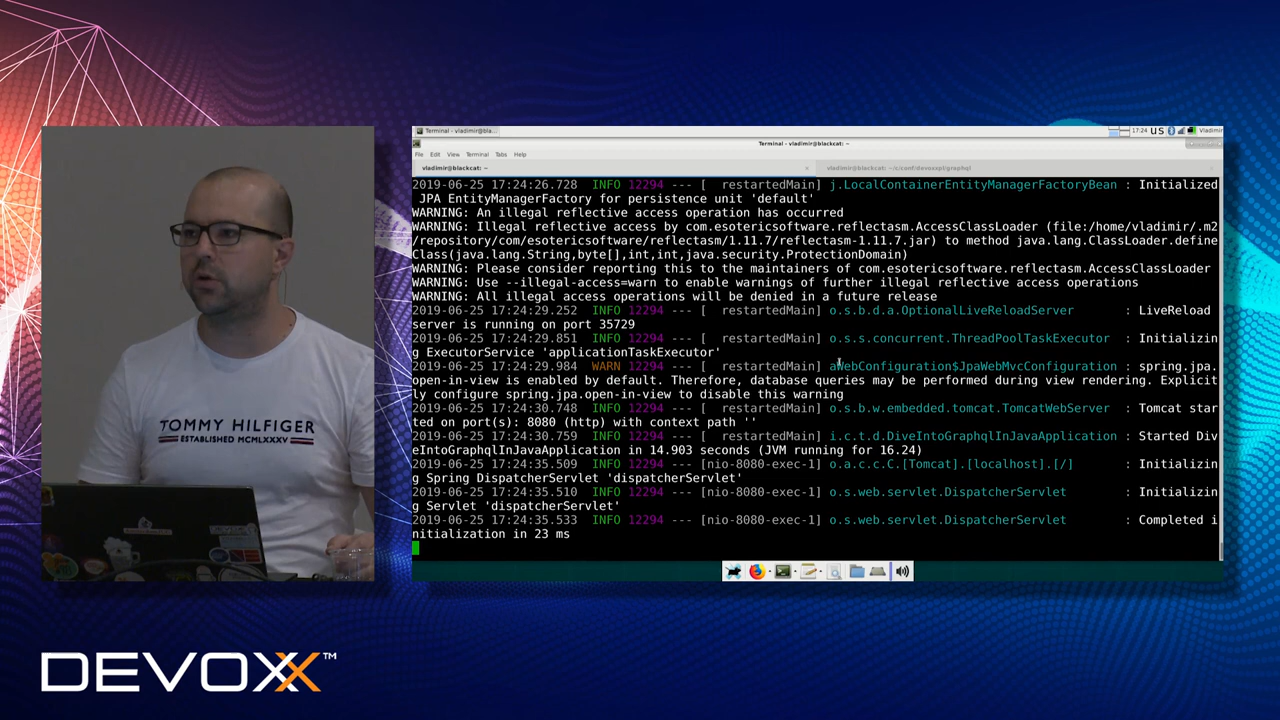 Terminal - vladimir@bla...
17:24 us Vladimir
Terminal - vladimir@blackcat: ~
File Edit View Terminal Tabs Help
vladimir@blackcat: ~
vladimir@blackcat: ~/c/conf/devoxxpl/graphql
2019-06-25 17:24:26.728 INFO 12294 --- [ restartedMain] j.LocalContainerEntityManagerFactoryBean : Initialized
JPA EntityManagerFactory for persistence unit 'default'
WARNING: An illegal reflective access operation has occurred
WARNING: Illegal reflective access by com.esotericsoftware.reflectasm.AccessClassLoader (file:/home/vladimir/.m2
/repository/com/esotericsoftware/reflectasm/1.11.7/reflectasm-1.11.7.jar) to method java.lang.ClassLoader.define
Class(java.lang.String,byte[],int,int,java.security.ProtectionDomain)
WARNING: Please consider reporting this to the maintainers of com.esotericsoftware.reflectasm.AccessClassLoader
WARNING: Use --illegal-access=warn to enable warnings of further illegal reflective access operations
WARNING: All illegal access operations will be denied in a future release
2019-06-25 17:24:29.252 INFO 12294 --- [ restartedMain] o.s.b.d.a.OptionalLiveReloadServer : LiveReload
server is running on port 35729
2019-06-25 17:24:29.851 INFO 12294 --- [ restartedMain] o.s.s.concurrent.ThreadPoolTaskExecutor : Initializin
g ExecutorService 'applicationTaskExecutor'
2019-06-25 17:24:29.984 WARN 12294 --- [ restartedMain] aWebConfiguration$JpaWebMvcConfiguration : spring.jpa.
open-in-view is enabled by default. Therefore, database queries may be performed during view rendering. Explicit
ly configure spring.jpa.open-in-view to disable this warning
2019-06-25 17:24:30.748 INFO 12294 --- [ restartedMain] o.s.b.w.embedded.tomcat.TomcatWebServer : Tomcat star
ted on port(s): 8080 (http) with context path ''
2019-06-25 17:24:30.759 INFO 12294 --- [ restartedMain] i.c.t.d.DiveIntoGraphqlInJavaApplication : Started Div
eIntoGraphqlInJavaApplication in 14.903 seconds (JVM running for 16.24)
2019-06-25 17:24:35.509 INFO 12294 --- [nio-8080-exec-1] o.a.c.c.C.[Tomcat].[localhost].[/] : Initializin
g Spring DispatcherServlet 'dispatcherServlet'
2019-06-25 17:24:35.510 INFO 12294 --- [nio-8080-exec-1] o.s.web.servlet.DispatcherServlet : Initializin
g Servlet 'dispatcherServlet'
2019-06-25 17:24:35.533 INFO 12294 --- [nio-8080-exec-1] o.s.web.servlet.DispatcherServlet : Completed i
nitialization in 23 ms
TOMMY HILFIGER
ESTABLISHED MCMLXXXV
DEVOXX™